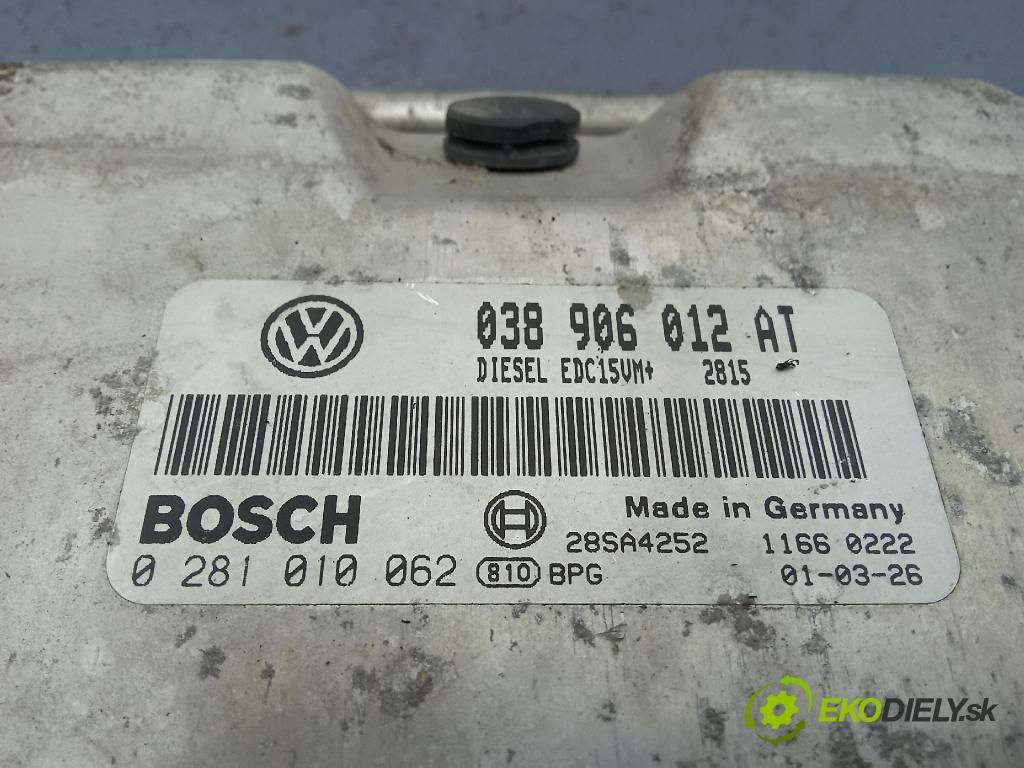 038 906 012 AT
DIESEL EDC15VM+ 2815
BOSCH
Made in Germany
28SA4252 1166 0222
0 281 010 062 810 BPG 01-03-26
EKODIELY.sk